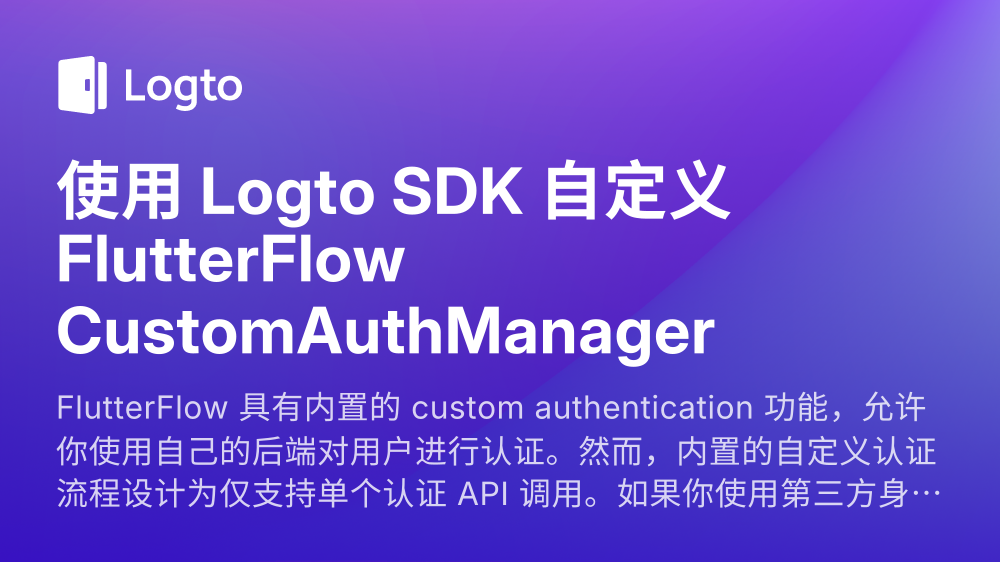 Logto
使用 Logto SDK 自定义
FlutterFlow
CustomAuthManager
FlutterFlow 具有内置的 custom authentication 功能，允许
你使用自己的后端对用户进行认证。然而，内置的自定义认证
流程设计为仅支持单个认证 API 调用。如果你使用第三方身…